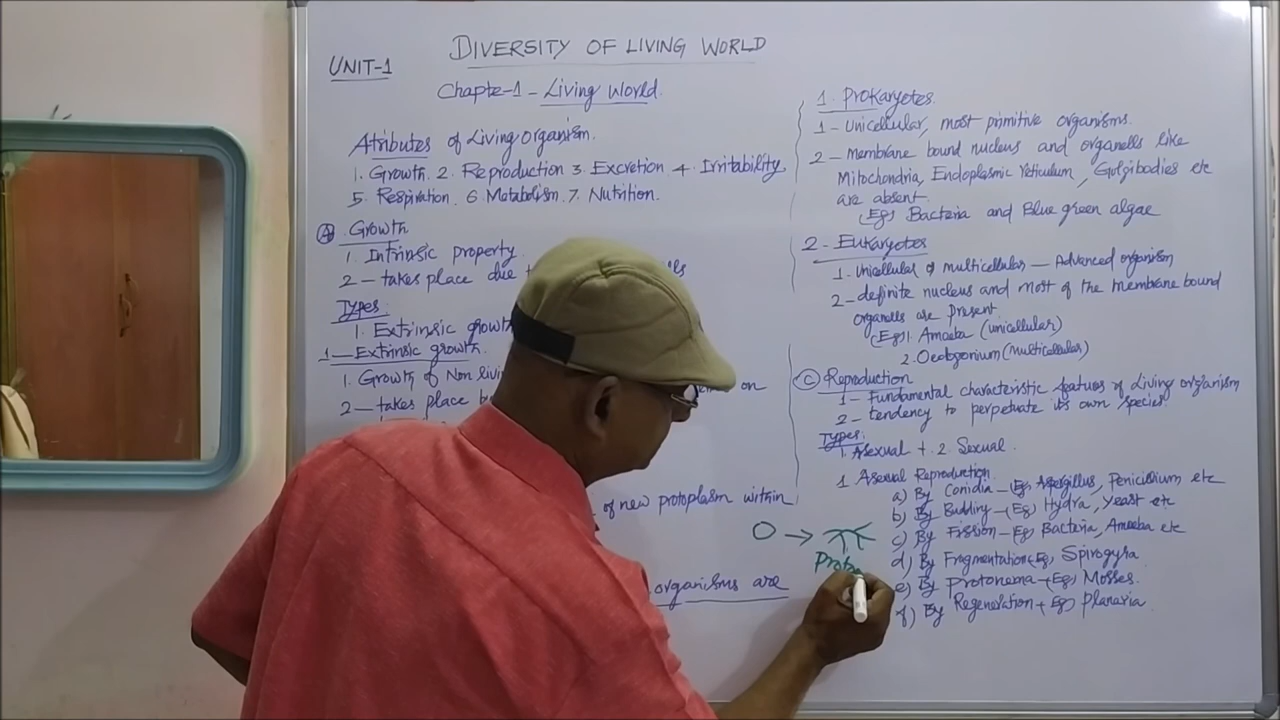 UNIT-1
DIVERSITY OF LIVING WORLD
Chapte-1 - Living World.
Atributes of Living Organism.
1. Growth. 2. Reproduction 3. Excretion 4. Irritability
5. Respiration. 6 Metabolism. 7. Nutrition.
A. Growth
1. Intrinsic property
2 - takes place due
Types.
1. Extrinsic growth
1 - Extrinsic growth.
1. Growth of Non livin
2 - takes place b
on
of new protoplasm within
organisms are
1. Prokaryotes.
1 - Unicellular, most primitive organisms.
2 - Membrane bound nucleus and organells like
Mitochondria, Endoplasmic reticulum, Golgibodies etc
are absent.
(Eg) Bacteria and Blue green algae
2 - Eukaryotes
1 - Unicellular or multicellular - Advanced organism
2 - definite nucleus and most of the membrane bound
organells are present.
(Eg) 1. Amoeba (unicellular)
2. Oedogonium (multicellular)
C Reproduction
1 - Fundamental characteristic features of Living organism
2 - tendency to perpetuate its own species.
Types:
1. Asexual + 2 Sexual.
1 Asexual Reproduction
a) By Conidia - Eg Aspergillus, Penicillium etc
b) By Budding - (Eg) Hydra, Yeast etc
c) By Fission - (Eg) Bacteria, Amoeba etc
d) By Fragmentation (Eg) Spirogyra
e) By Protonema - (Eg) Mosses.
f) By Regeneration + Eg) Planaria
Proto